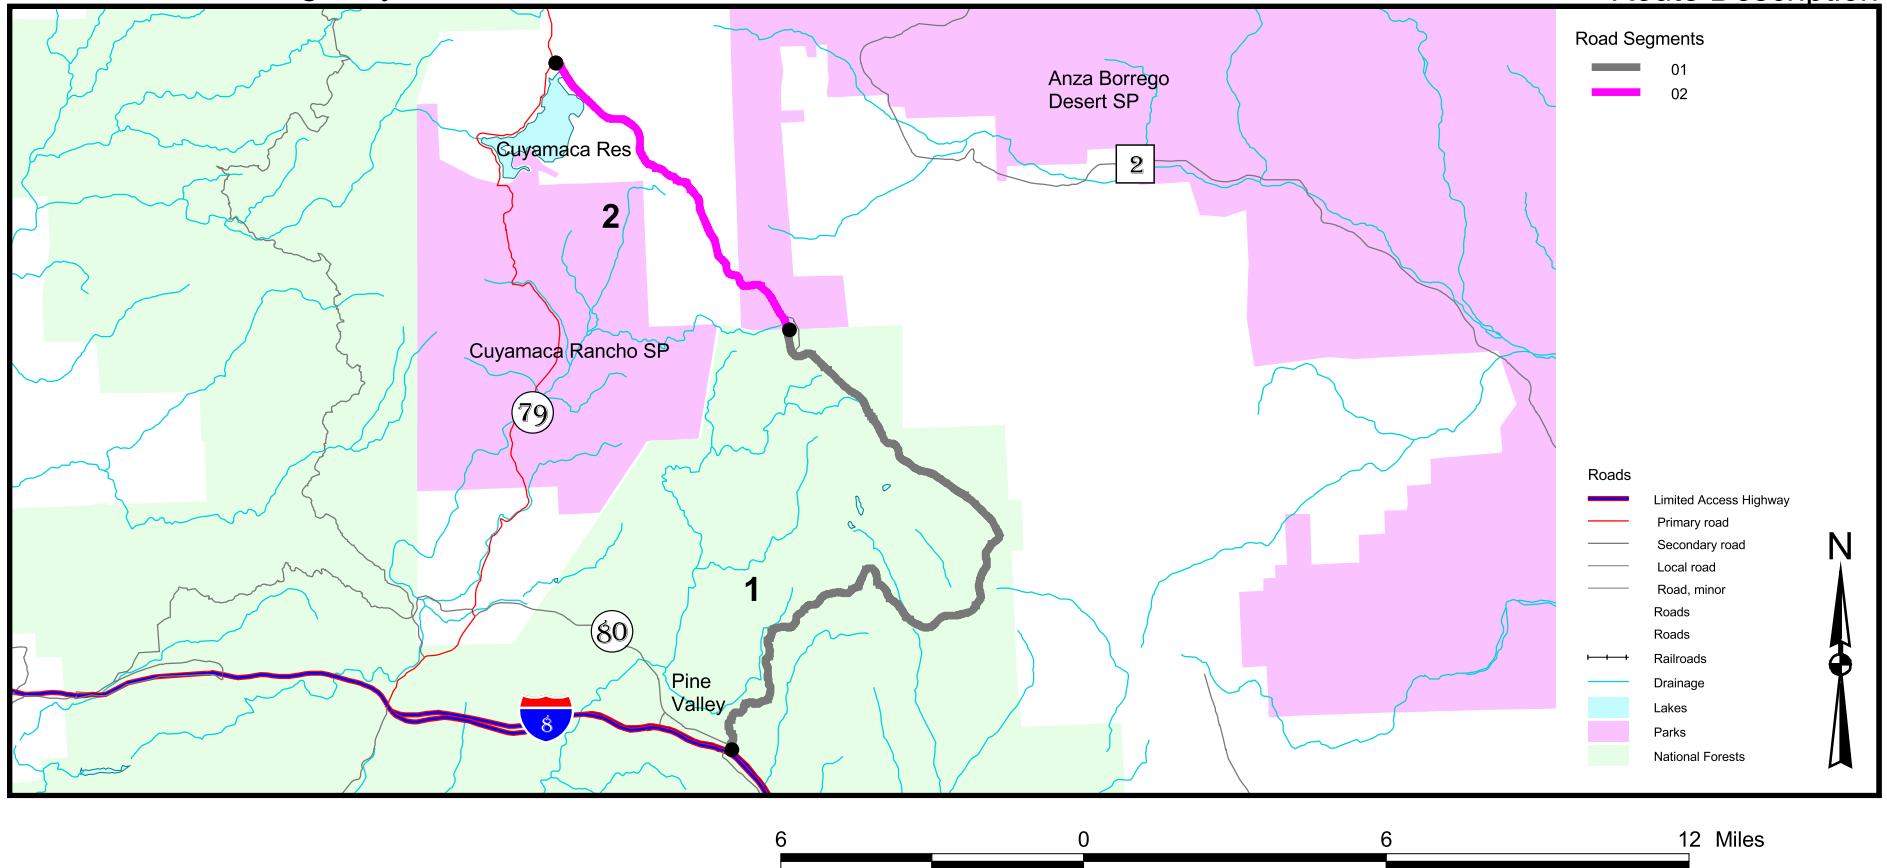 Road Segments
01
02
Anza Borrego
Desert SP
Cuyamaca Res
2
2
Cuyamaca Rancho SP
79
1
80
Pine
Valley
8
Roads
Limited Access Highway
Primary road
Secondary road
Local road
Road, minor
Roads
Roads
Railroads
Drainage
Lakes
Parks
National Forests
N
6 0 6 12 Miles